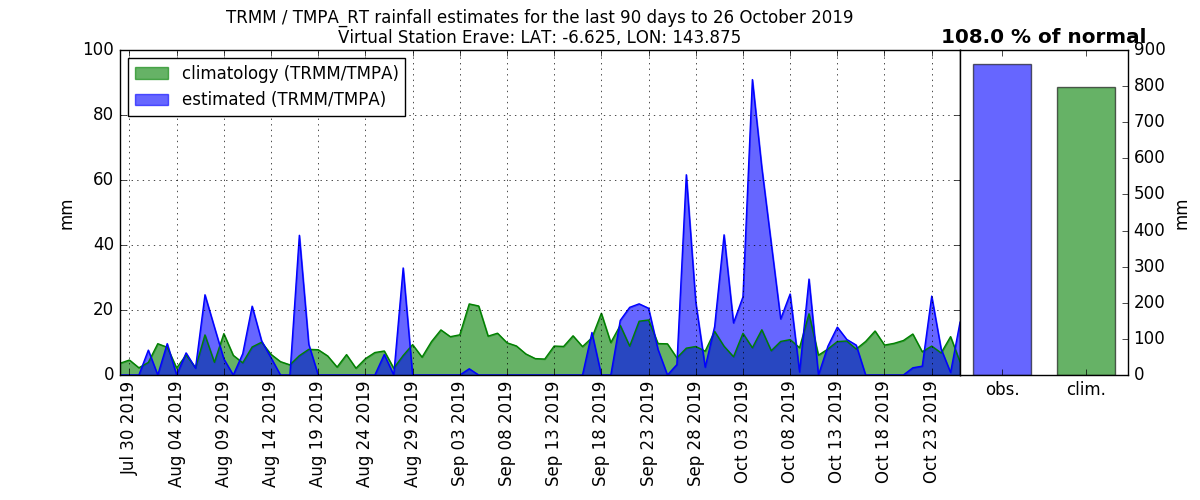 TRMM / TMPA_RT rainfall estimates for the last 90 days to 26 October 2019
Virtual Station Erave: LAT: -6.625, LON: 143.875
108.0 % of normal
climatology (TRMM/TMPA)
estimated (TRMM/TMPA)
mm
100
80
60
40
20
0
Jul 30 2019
Aug 04 2019
Aug 09 2019
Aug 14 2019
Aug 19 2019
Aug 24 2019
Aug 29 2019
Sep 03 2019
Sep 08 2019
Sep 13 2019
Sep 18 2019
Sep 23 2019
Sep 28 2019
Oct 03 2019
Oct 08 2019
Oct 13 2019
Oct 18 2019
Oct 23 2019
obs.
clim.
900
800
700
600
500
400
300
200
100
0
mm